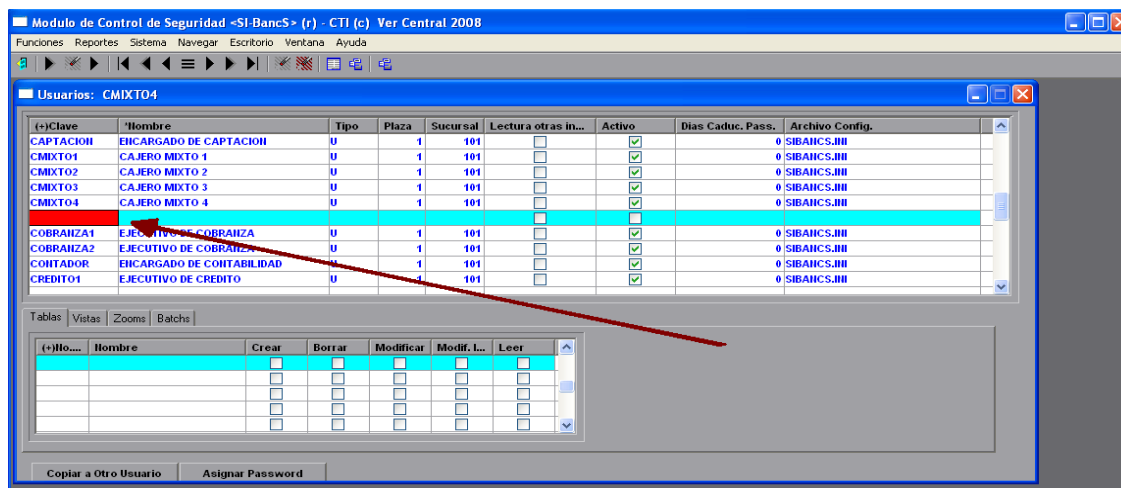 Modulo de Control de Seguridad <SI-BancS> (r) - CTI (c) Ver Central 2008
Funciones Reportes Sistema Navegar Escritorio Ventana Ayuda
Usuarios: CMIXTO4
(+)Clave *Nombre Tipo Plaza Sucursal Lectura otras in... Activo Dias Caduc. Pass. Archivo Config.
CAPTACION ENCARGADO DE CAPTACION U 1 101 0 SIBANCS.INI
CMIXTO1 CAJERO MIXTO 1 U 1 101 0 SIBANCS.INI
CMIXTO2 CAJERO MIXTO 2 U 1 101 0 SIBANCS.INI
CMIXTO3 CAJERO MIXTO 3 U 1 101 0 SIBANCS.INI
CMIXTO4 CAJERO MIXTO 4 U 1 101 0 SIBANCS.INI
COBRANZA1 EJECUTIVO DE COBRANZA U 1 101 0 SIBANCS.INI
COBRANZA2 EJECUTIVO DE COBRANZA U 1 101 0 SIBANCS.INI
CONTADOR ENCARGADO DE CONTABILIDAD U 1 101 0 SIBANCS.INI
CREDITO1 EJECUTIVO DE CREDITO U 1 101 0 SIBANCS.INI
Tablas Vistas Zooms Batchs
(+)No.... Nombre Crear Borrar Modificar Modif. I... Leer
Copiar a Otro Usuario Asignar Password